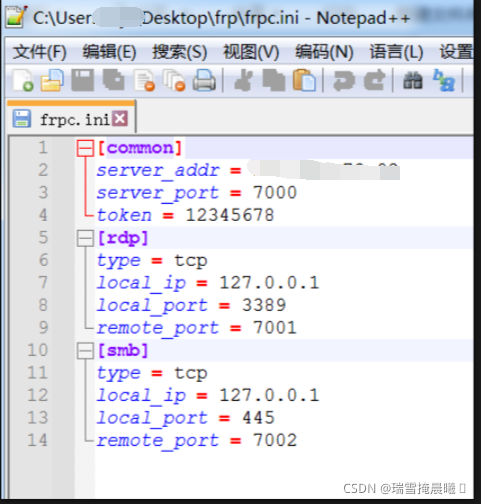 C:\User Desktop\frp\frpc.ini - Notepad++
文件(F) 编辑(E) 搜索(S) 视图(V) 编码(N) 语言(L) 设置
frpc.ini
1 [common]
2 server_addr =
3 server_port = 7000
4 token = 12345678
5 [rdp]
6 type = tcp
7 local_ip = 127.0.0.1
8 local_port = 3389
9 remote_port = 7001
10 [smb]
11 type = tcp
12 local_ip = 127.0.0.1
13 local_port = 445
14 remote_port = 7002
CSDN @瑞雪掩晨曦